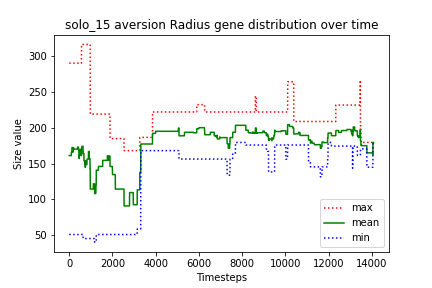 solo_15 aversion Radius gene distribution over time
Size value
300
250
200
150
100
50
0
2000
4000
6000
8000
10000
12000
14000
Timesteps
max
mean
min